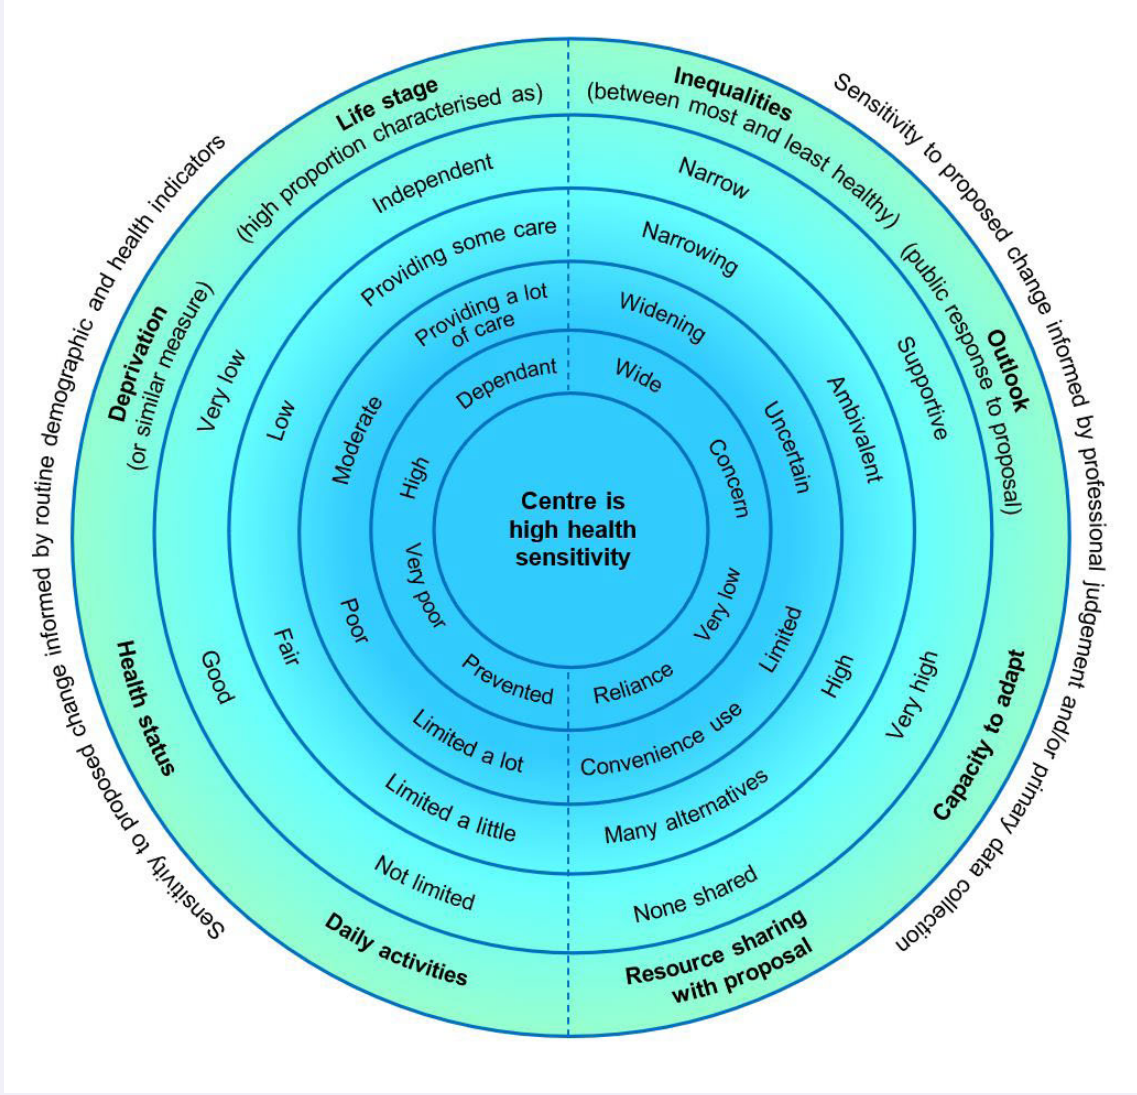 Sensitivity to proposed change informed by routine demographic and health indicators
Sensitivity to proposed change informed by professional judgement and/or primary data collection
Life stage
(high proportion characterised as)
Independent
Providing some care
Providing a lot
of care
Dependant
Inequalities
(between most and least healthy)
Narrow
Narrowing
Widening
Wide
Outlook
(public response to proposal)
Supportive
Ambivalent
Uncertain
Concern
Capacity to adapt
Very high
High
Limited
Very low
Resource sharing
with proposal
None shared
Many alternatives
Convenience use
Reliance
Daily activities
Not limited
Limited a little
Limited a lot
Prevented
Health status
Good
Fair
Poor
Very poor
Deprivation
(or similar measure)
Very low
Low
Moderate
High
Centre is
high health
sensitivity